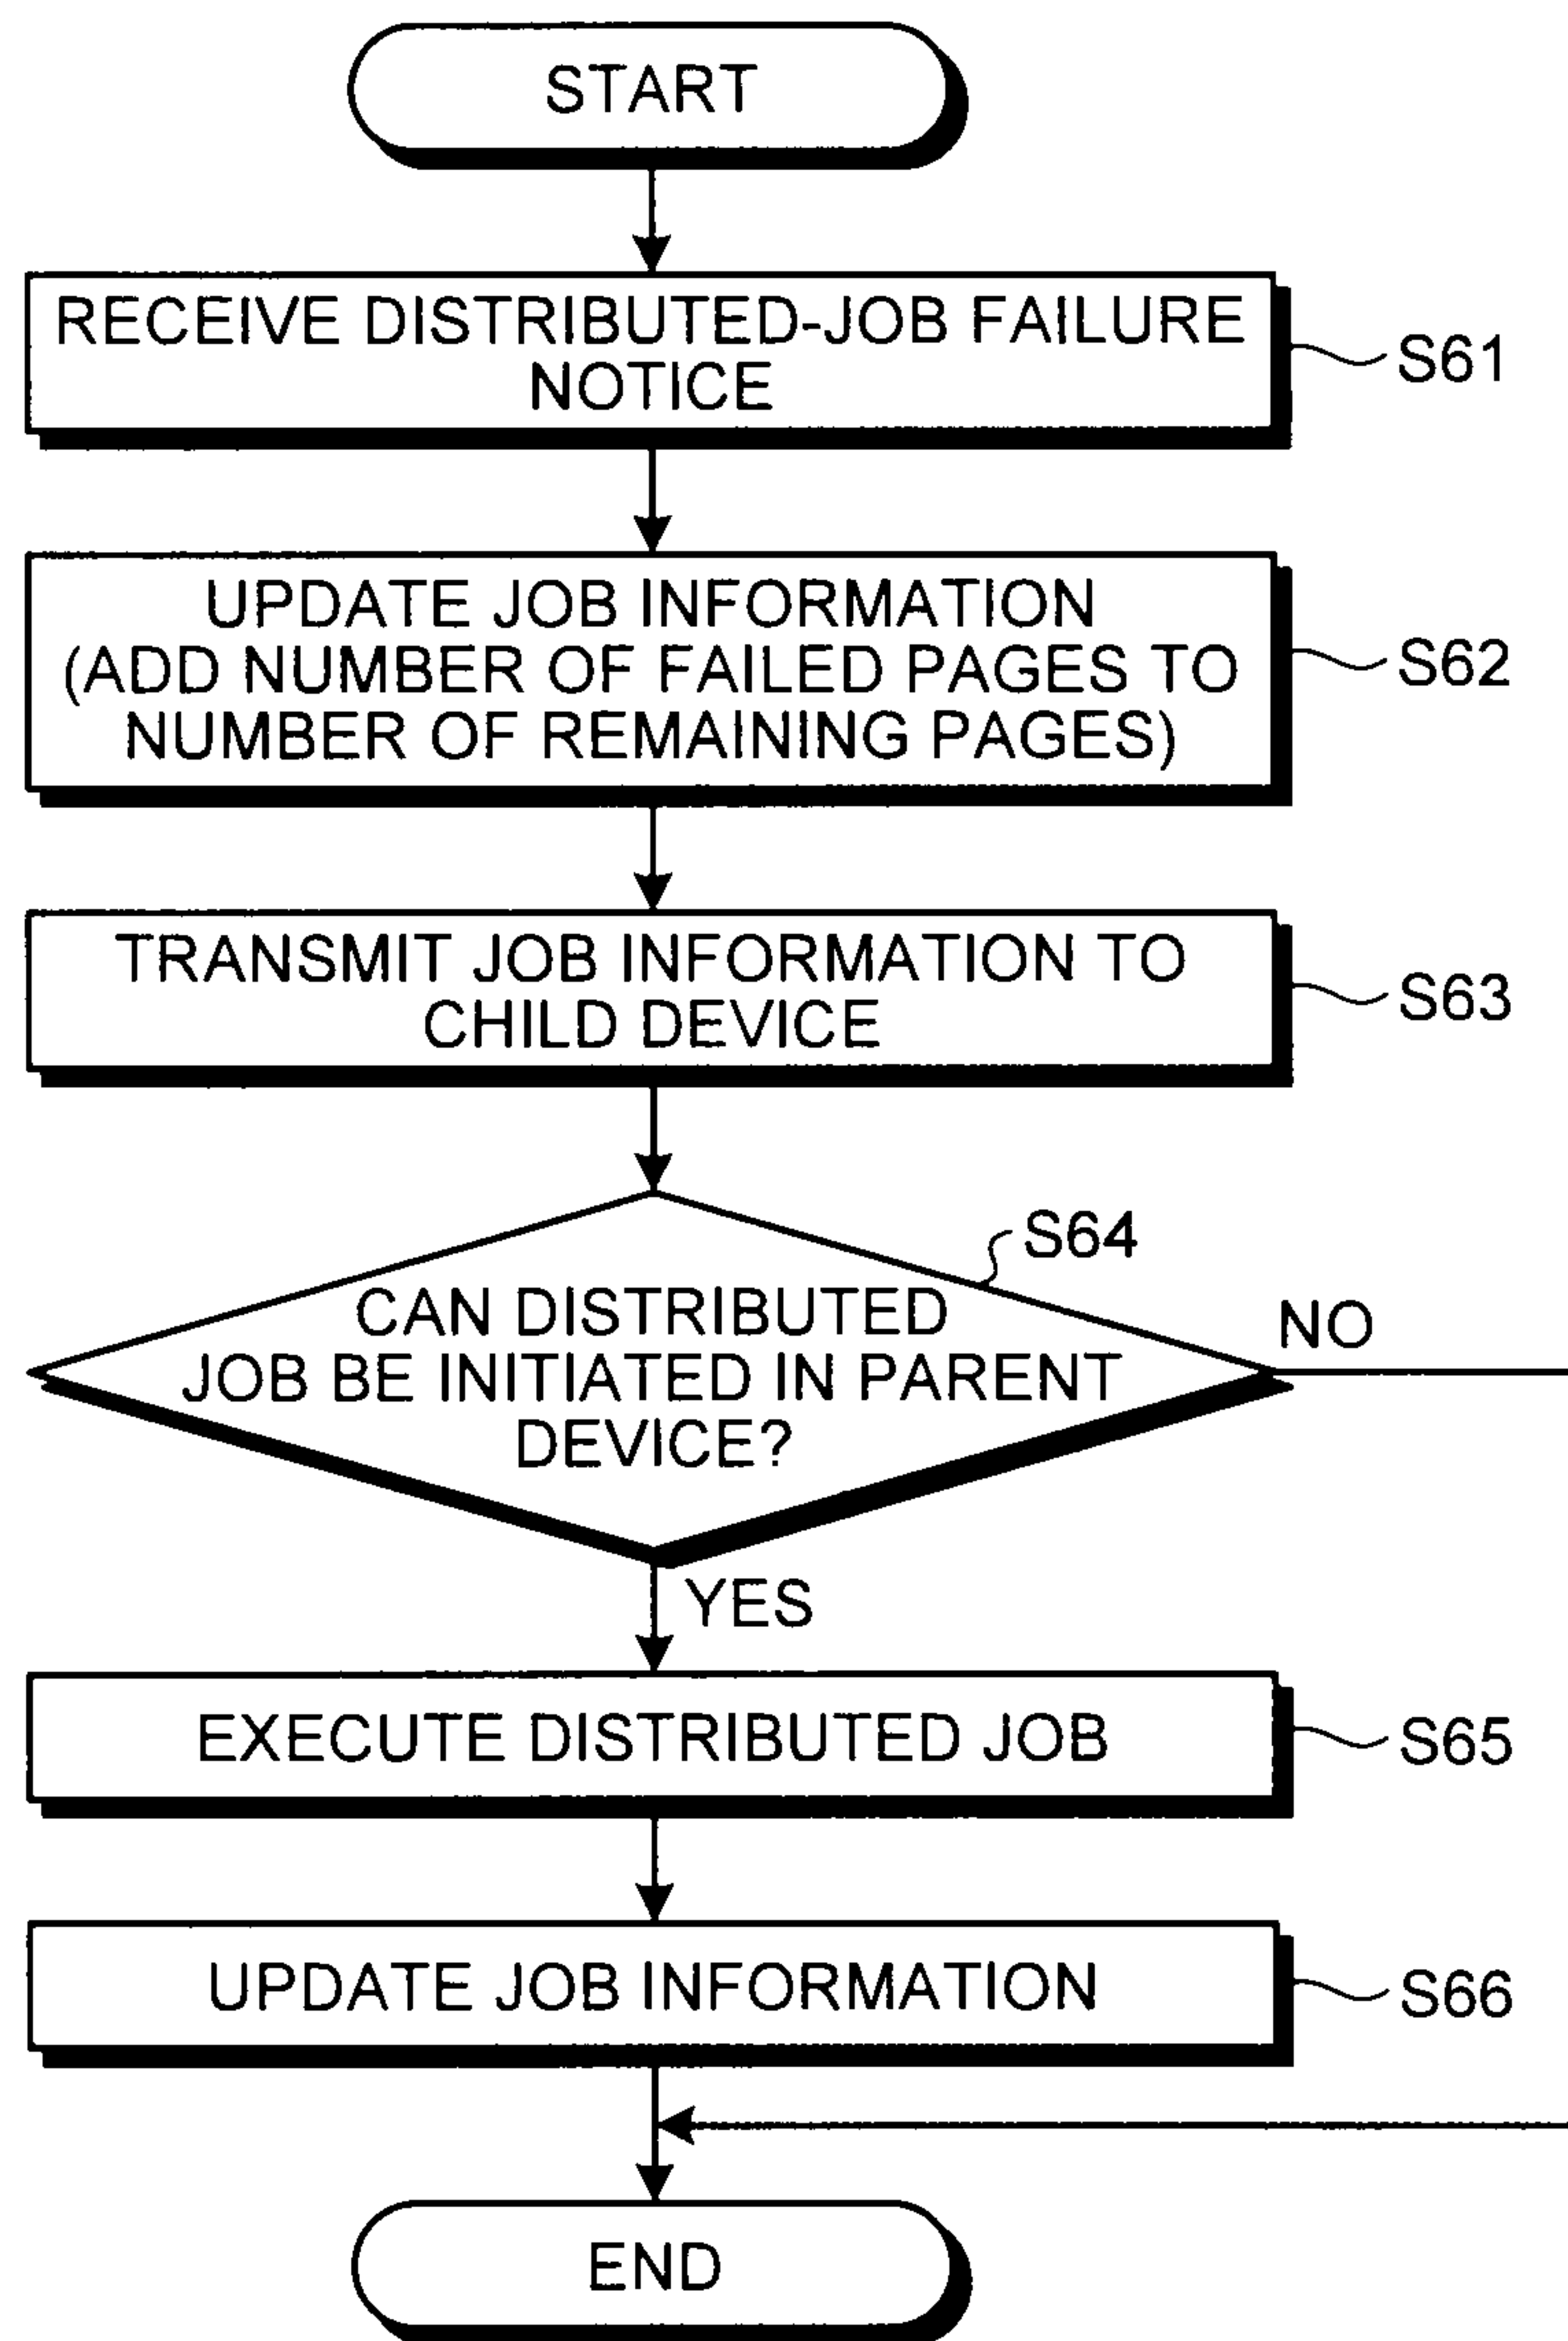 START
RECEIVE DISTRIBUTED-JOB FAILURE
NOTICE
S61
UPDATE JOB INFORMATION
(ADD NUMBER OF FAILED PAGES TO
NUMBER OF REMAINING PAGES)
S62
TRANSMIT JOB INFORMATION TO
CHILD DEVICE
S63
S64
CAN DISTRIBUTED
JOB BE INITIATED IN PARENT
DEVICE?
NO
YES
EXECUTE DISTRIBUTED JOB
S65
UPDATE JOB INFORMATION
S66
END